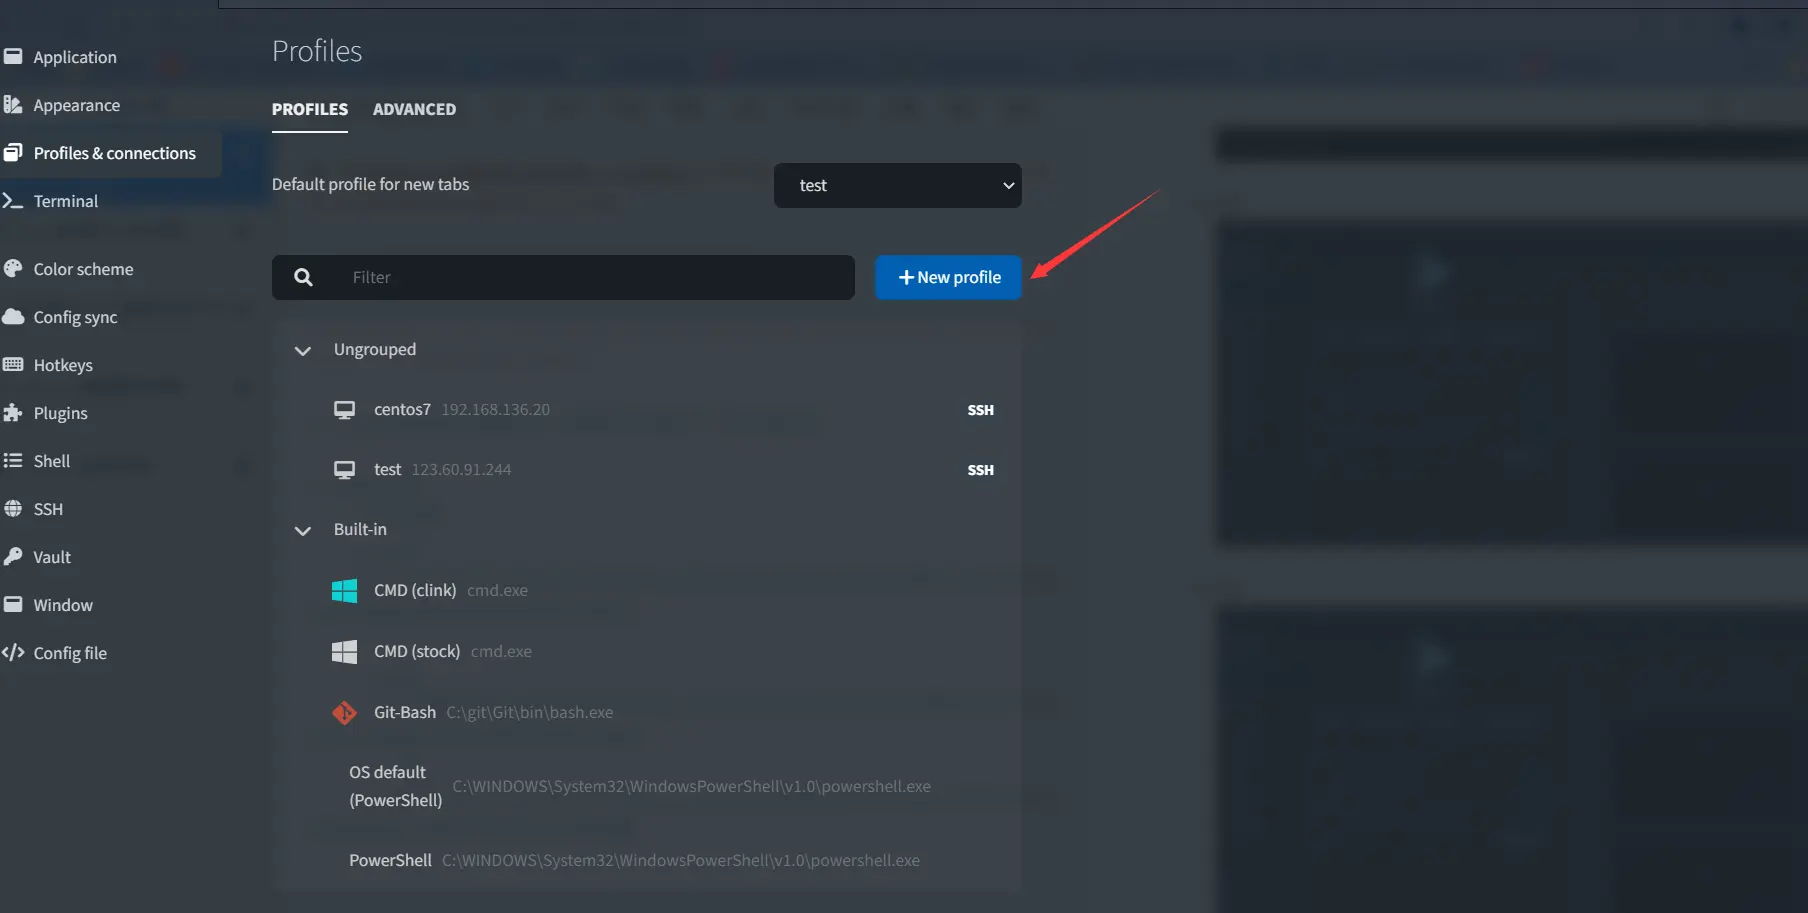 Application
Appearance
Profiles & connections
Terminal
Color scheme
Config sync
Hotkeys
Plugins
Shell
SSH
Vault
Window
Config file
Profiles
PROFILES ADVANCED
Default profile for new tabs test
Filter New profile
Ungrouped
centos7 192.168.136.20 SSH
test 123.60.91.244 SSH
Built-in
CMD (clink) cmd.exe
CMD (stock) cmd.exe
Git-Bash C:\git\Git\bin\bash.exe
OS default
(PowerShell) C:\WINDOWS\System32\WindowsPowerShell\v1.0\powershell.exe
PowerShell C:\WINDOWS\System32\WindowsPowerShell\v1.0\powershell.exe